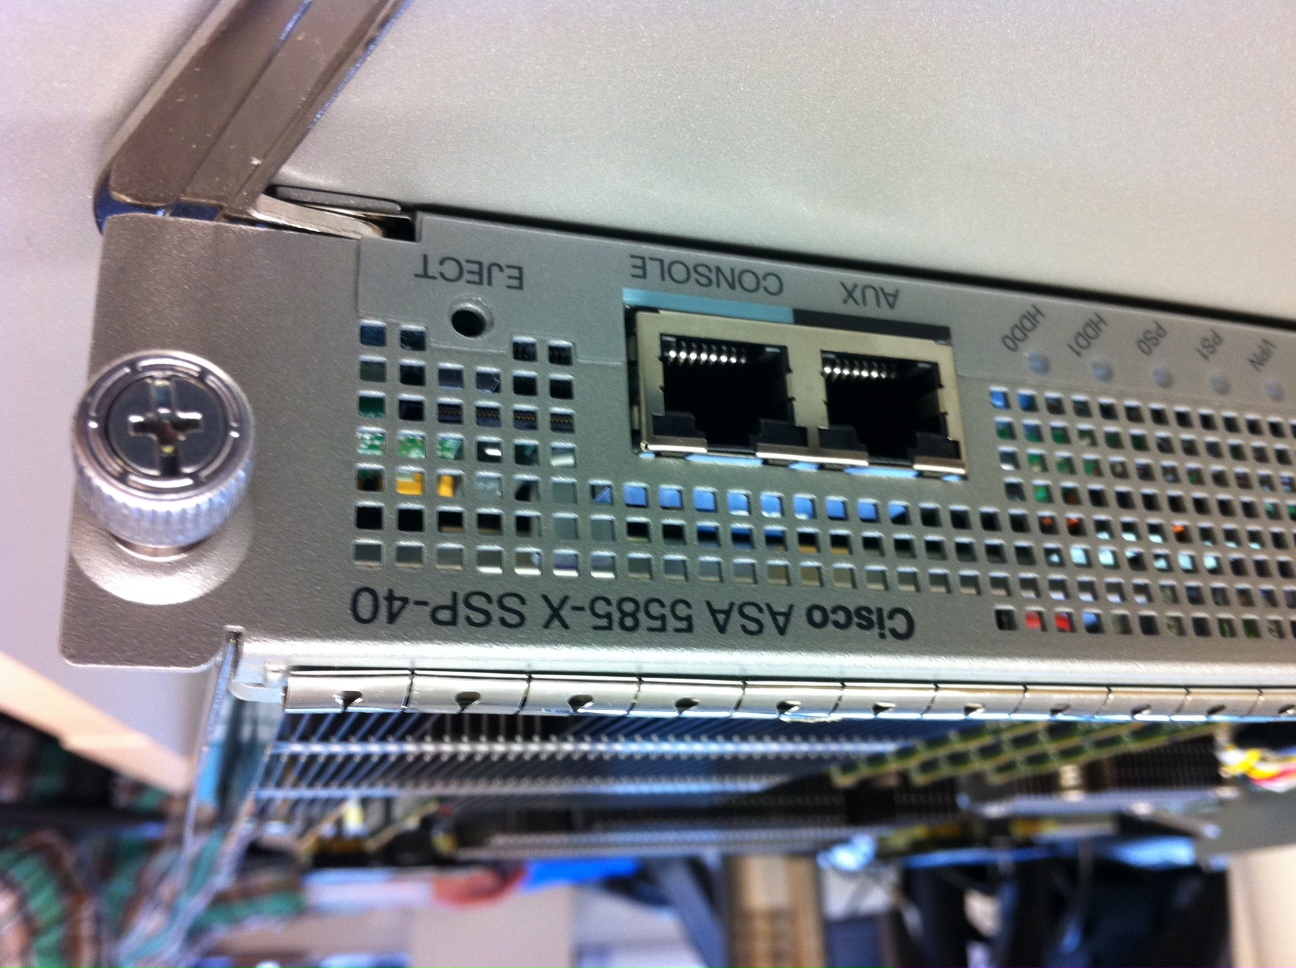 Cisco ASA 5585-X SSP-40
VPN
PS1
PS0
HDD1
HDD0
AUX
CONSOLE
EJECT